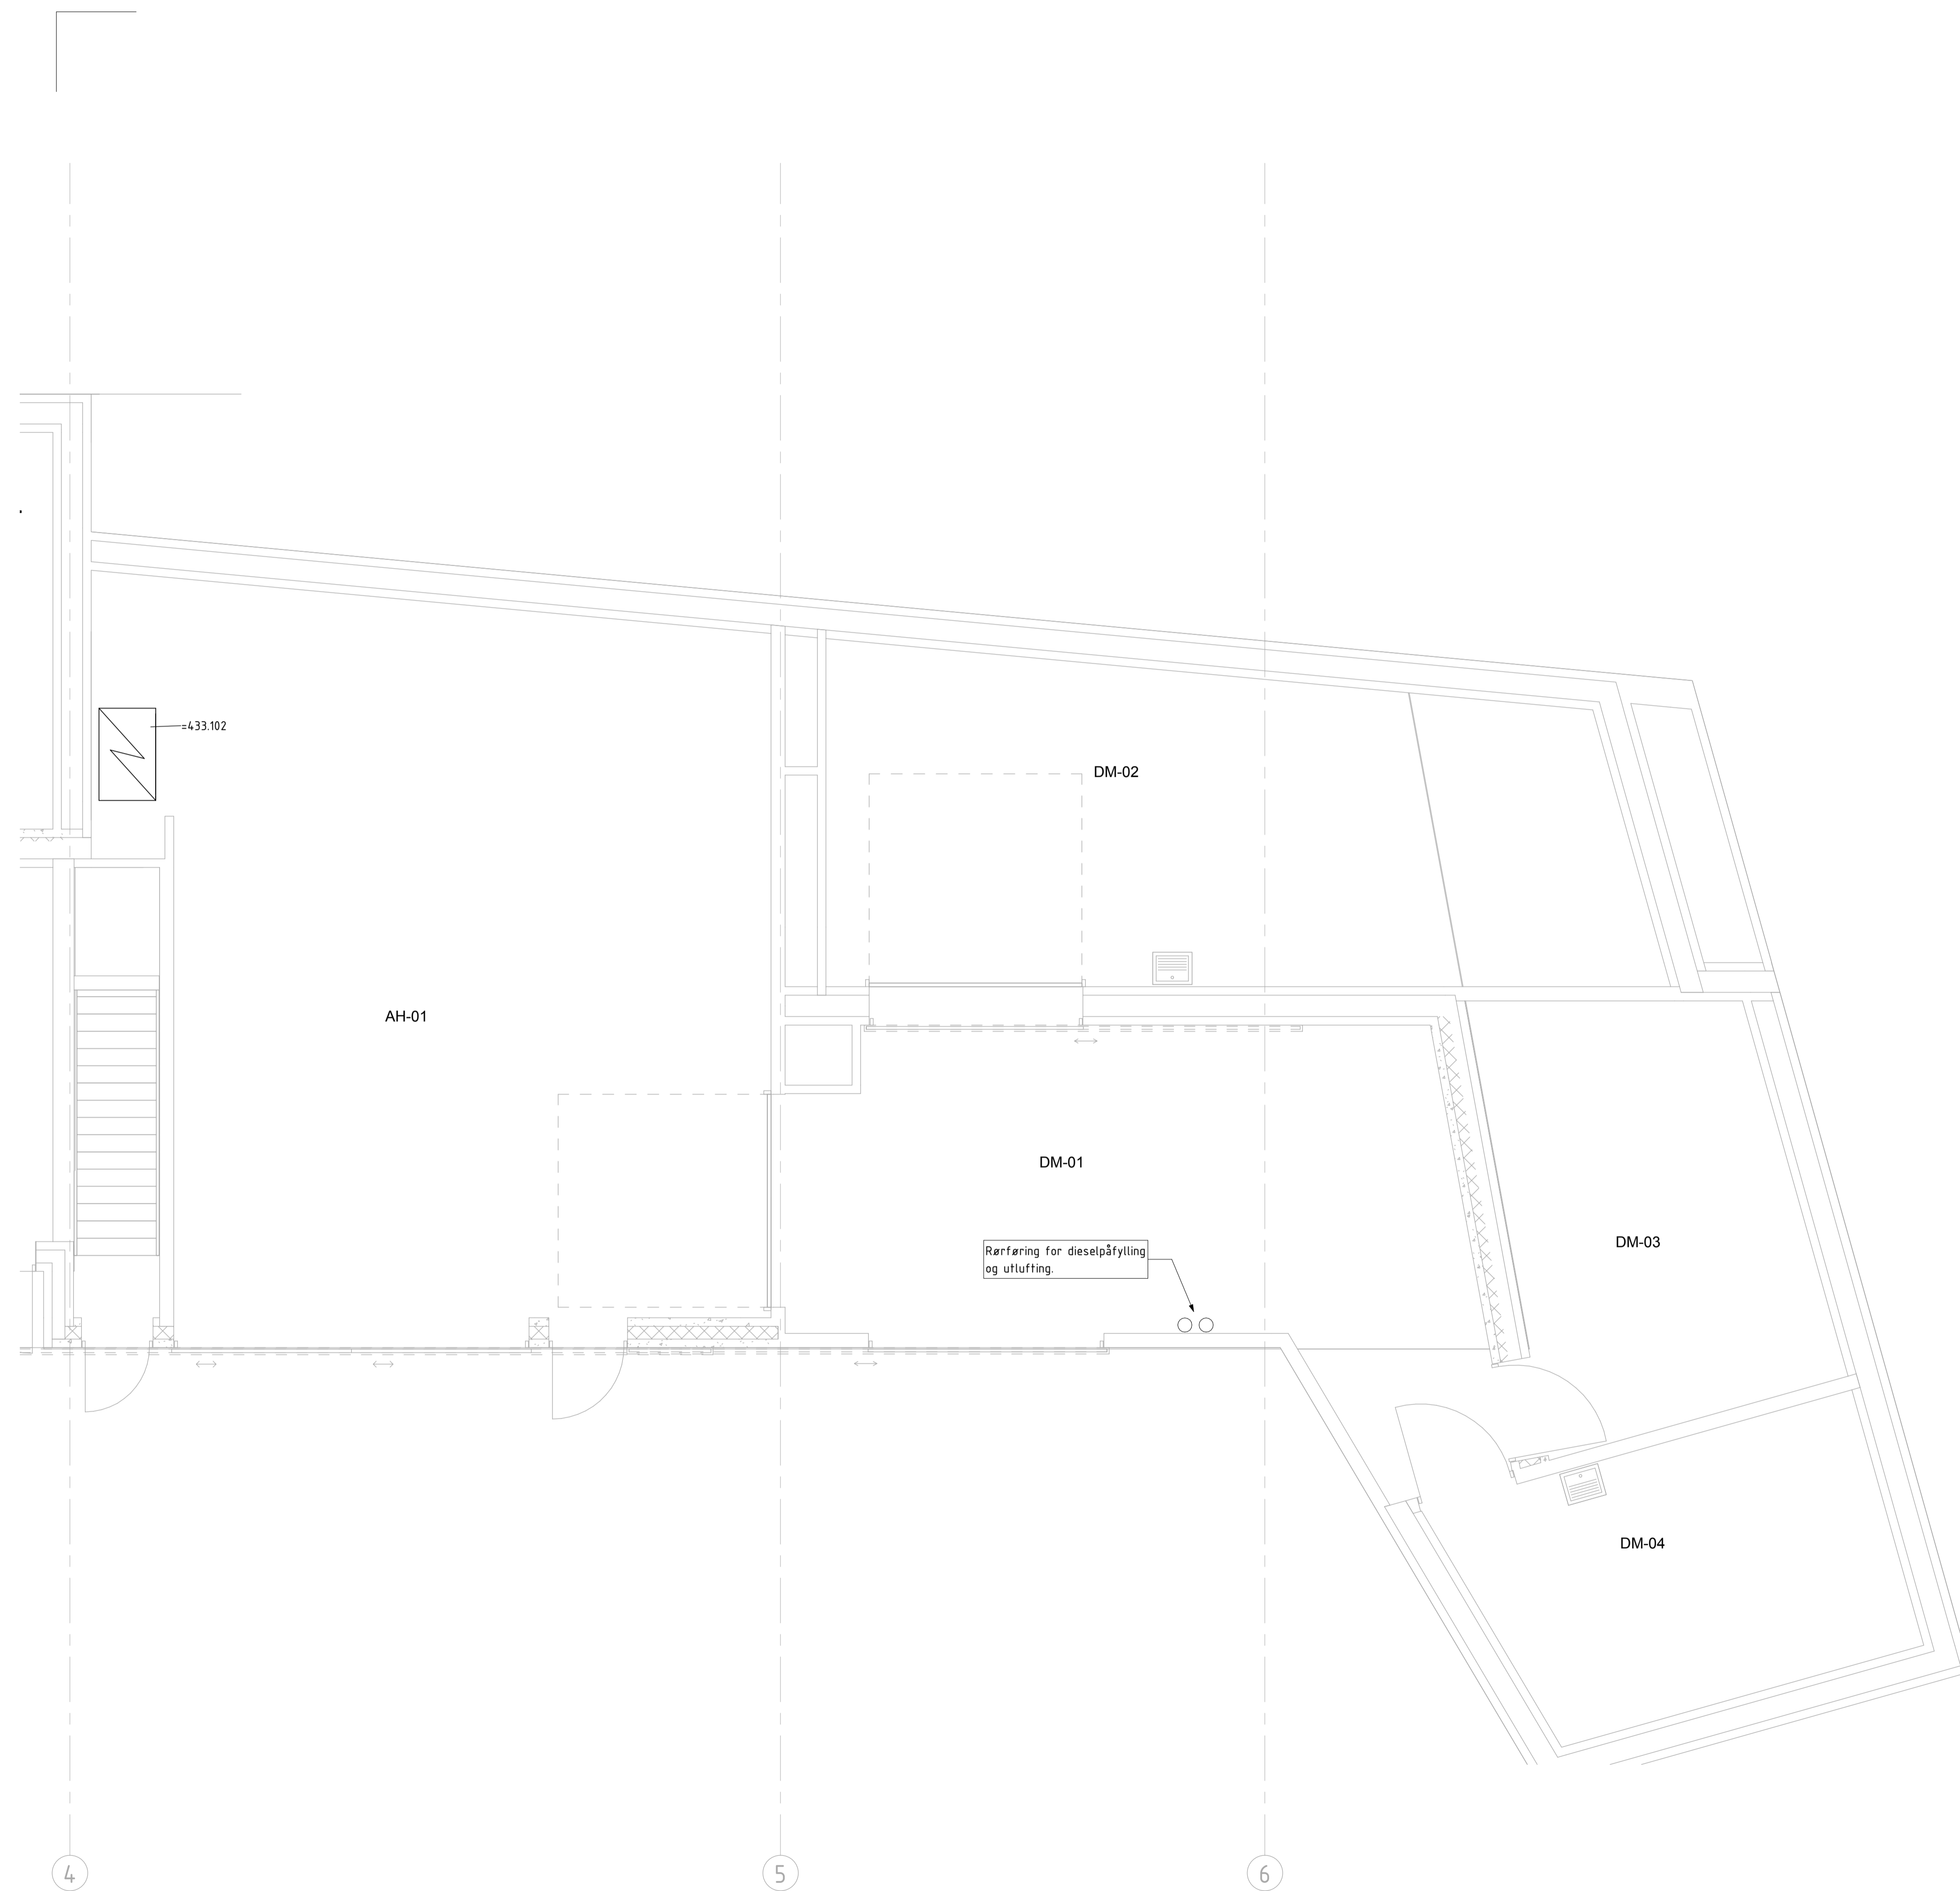 =433.102
DM-02
AH-01
DM-01
DM-03
Rørføring for dieselpåfylling
og utlufting.
DM-04
4
5
6